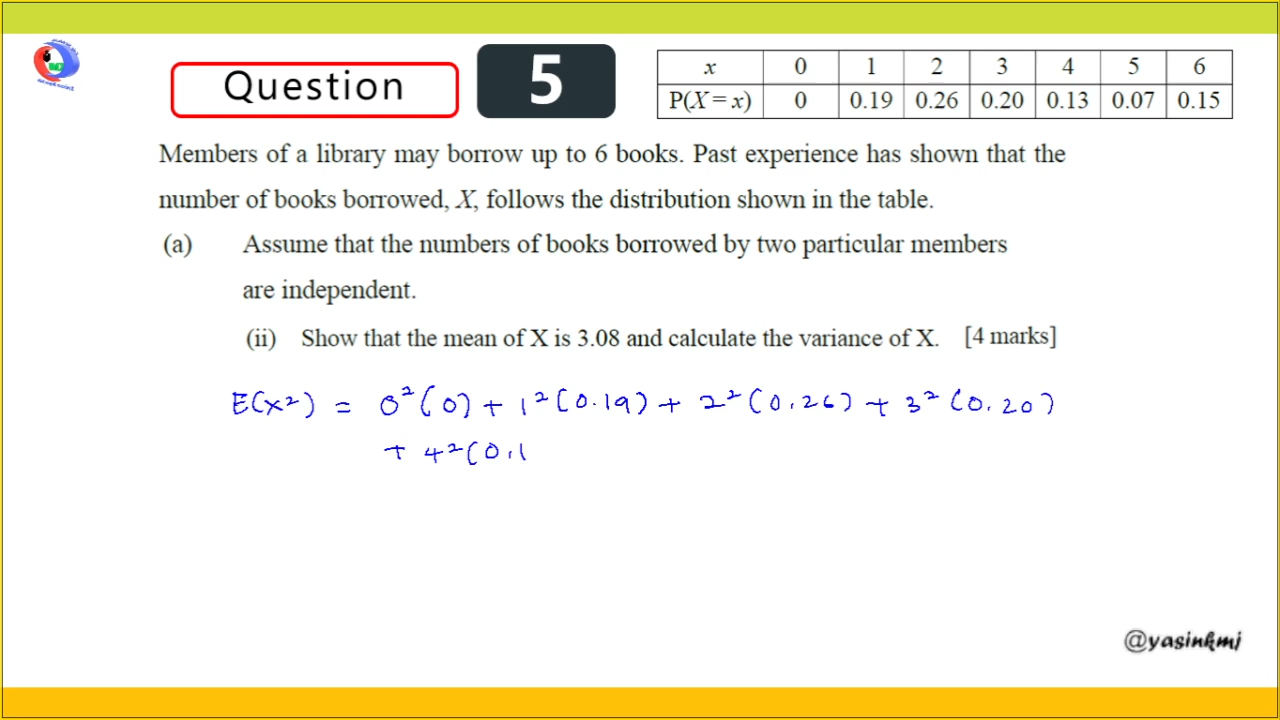 Question 5
x 0 1 2 3 4 5 6
P(X = x) 0 0.19 0.26 0.20 0.13 0.07 0.15
Members of a library may borrow up to 6 books. Past experience has shown that the
number of books borrowed, X, follows the distribution shown in the table.
(a) Assume that the numbers of books borrowed by two particular members
are independent.
(ii) Show that the mean of X is 3.08 and calculate the variance of X. [4 marks]
E(X²) = 0²(0) + 1²(0.19) + 2²(0.26) + 3²(0.20)
+ 4²(0.1
@yasinkmj